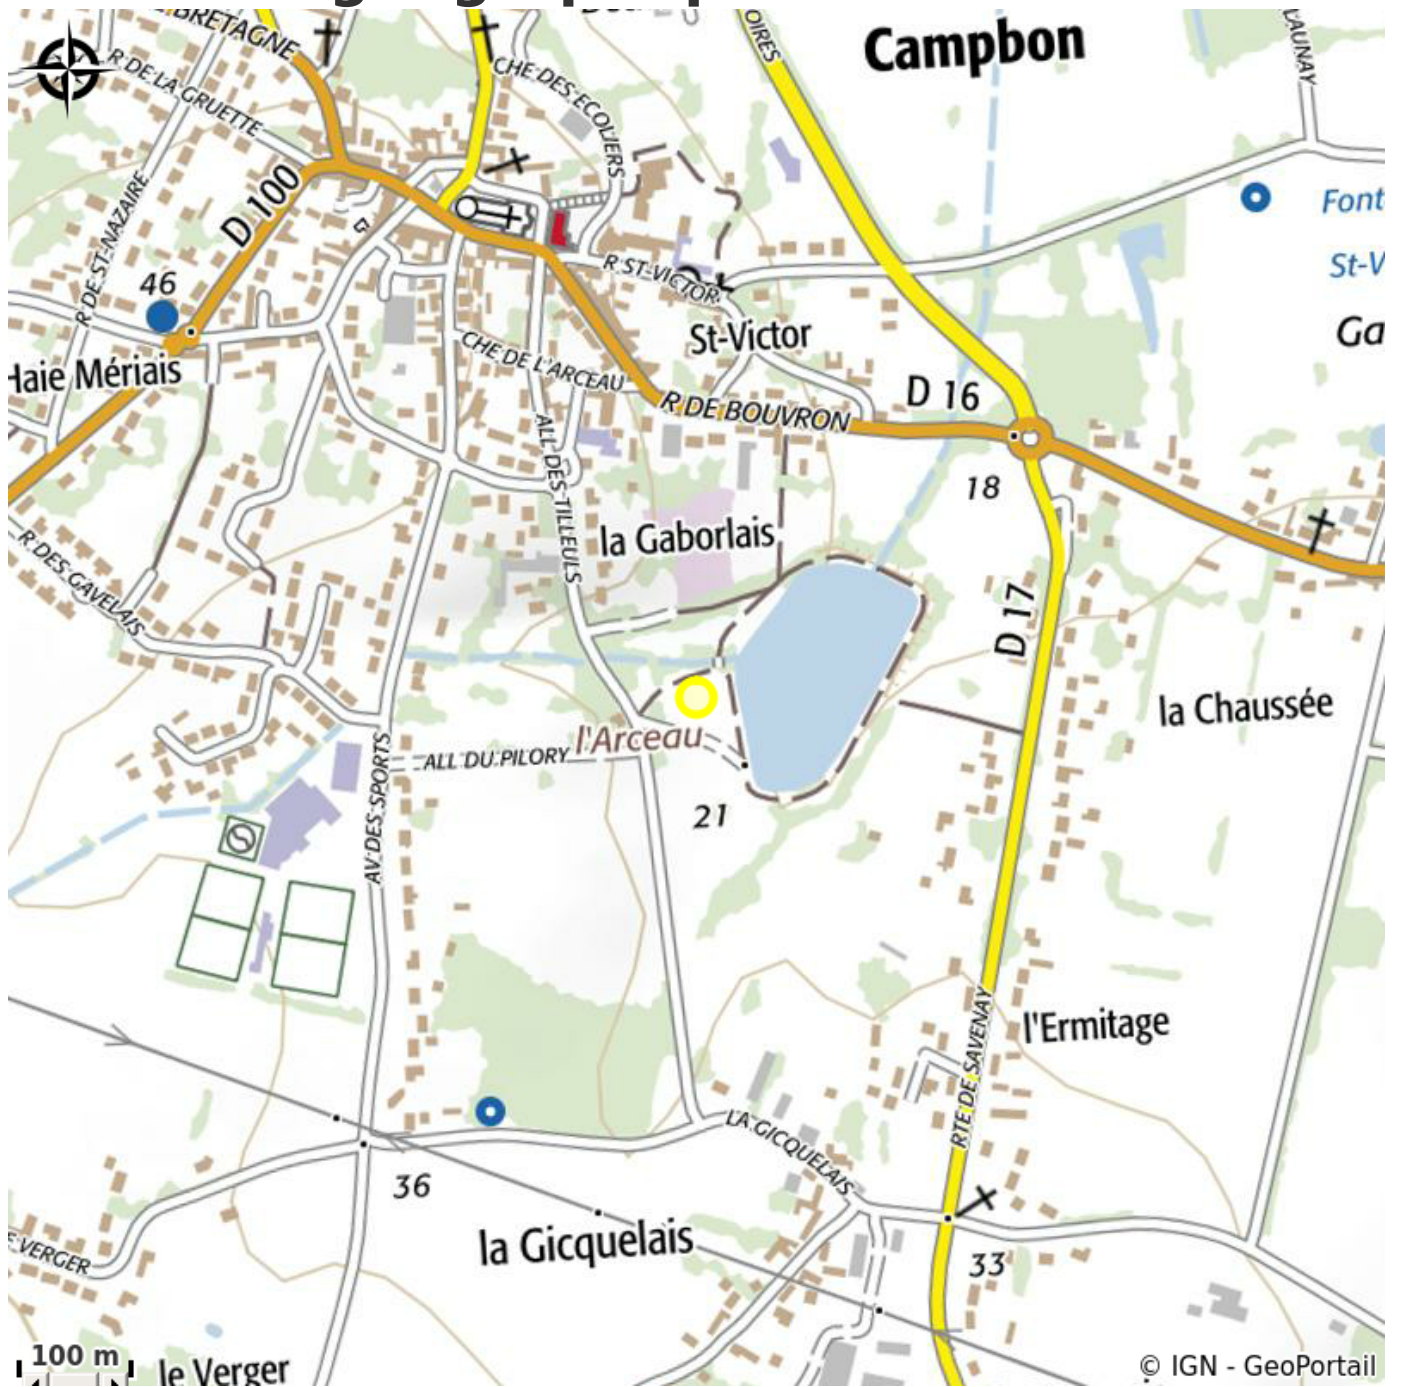 BRETAGNE
OIRES
Campbon
L'AUNAY
CHE DES ECOLIERS
R DE LA GRUETTE
D 100
R DE ST-NAZAIRE
Font
St-V
Ga
R ST-VICTOR
46
St-Victor
CHE DE L'ARCEAU
Haie Mériais
D 16
R DE BOUVRON
ALL DES TILLEULS
18
la Gaborlais
R DES GAVELAIS
D 17
la Chaussée
l'Arceau
ALL DU PILORY
AV DES SPORTS
21
l'Ermitage
RTE DE SAVENAY
LA GICQUELAIS
36
la Gicquelais
VERGER
33
100 m
le Verger
© IGN - GeoPortail